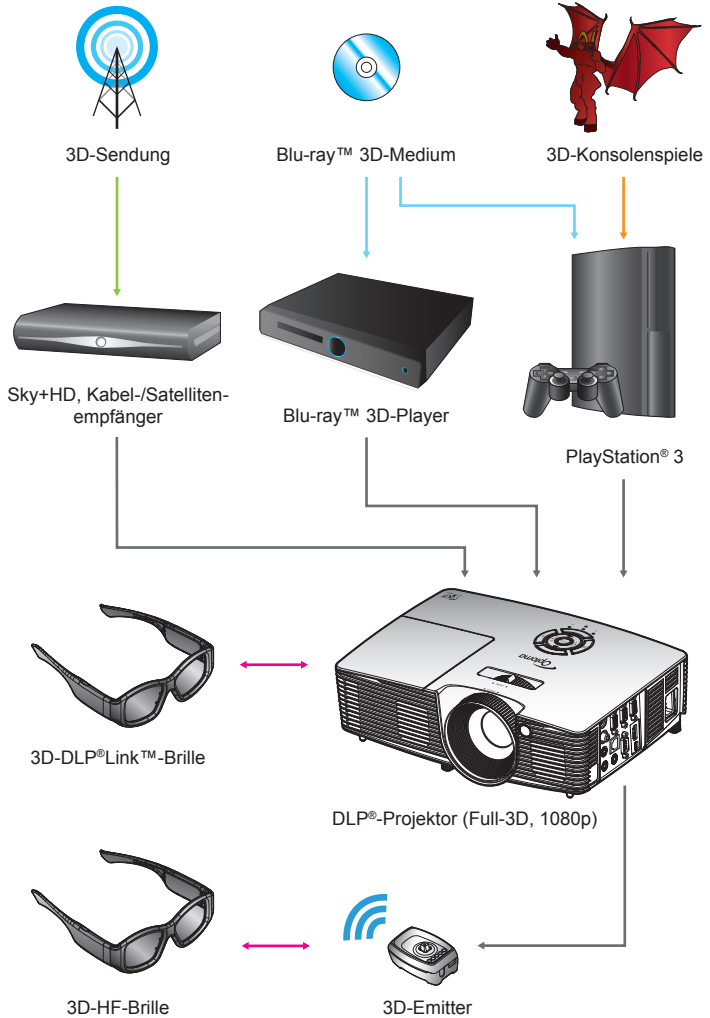 3D-Sendung
Blu-ray™ 3D-Medium
3D-Konsolenspiele
Sky+HD, Kabel-/Satelliten-
empfänger
Blu-ray™ 3D-Player
PlayStation® 3
Optoma
3D-DLP®Link™-Brille
DLP®-Projektor (Full-3D, 1080p)
3D-HF-Brille
3D-Emitter